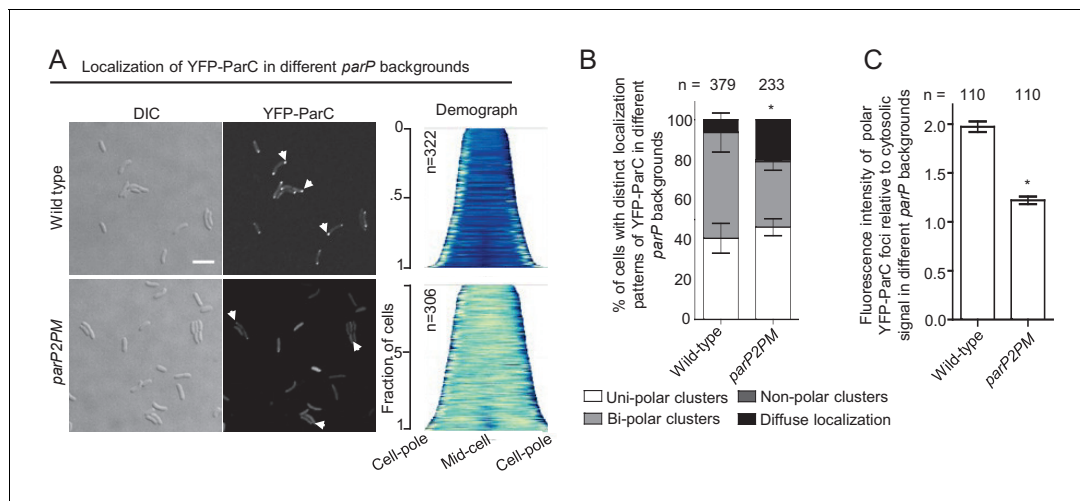 A
Localization of YFP-ParC in different parP backgrounds
DIC
YFP-ParC
Demograph
Wild type
parP2PM
n=322
0
.5
1
n=306
Fraction of cells
1
.5
1
Cell-pole
Mid-cell
Cell-pole
B
n = 379 233
*
% of cells with distinct localization
patterns of YFP-ParC in different
parP backgrounds
100
80
60
40
20
0
Wild-type
parP2PM
Uni-polar clusters
Non-polar clusters
Bi-polar clusters
Diffuse localization
C
n = 110 110
*
Fluorescence intensity of polar
YFP-ParC foci relative to cytosolic
signal in different parP backgrounds
2.0
1.5
1.0
0.5
0.0
Wild-type
parP2PM